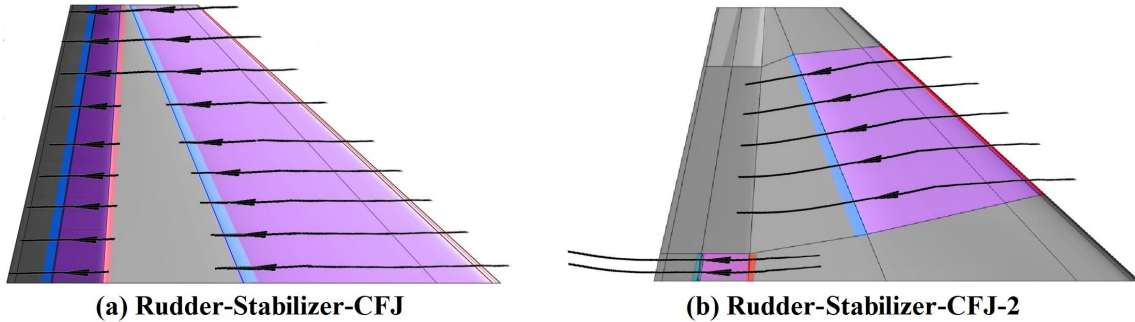 (a) Rudder-Stabilizer-CFJ
(b) Rudder-Stabilizer-CFJ-2